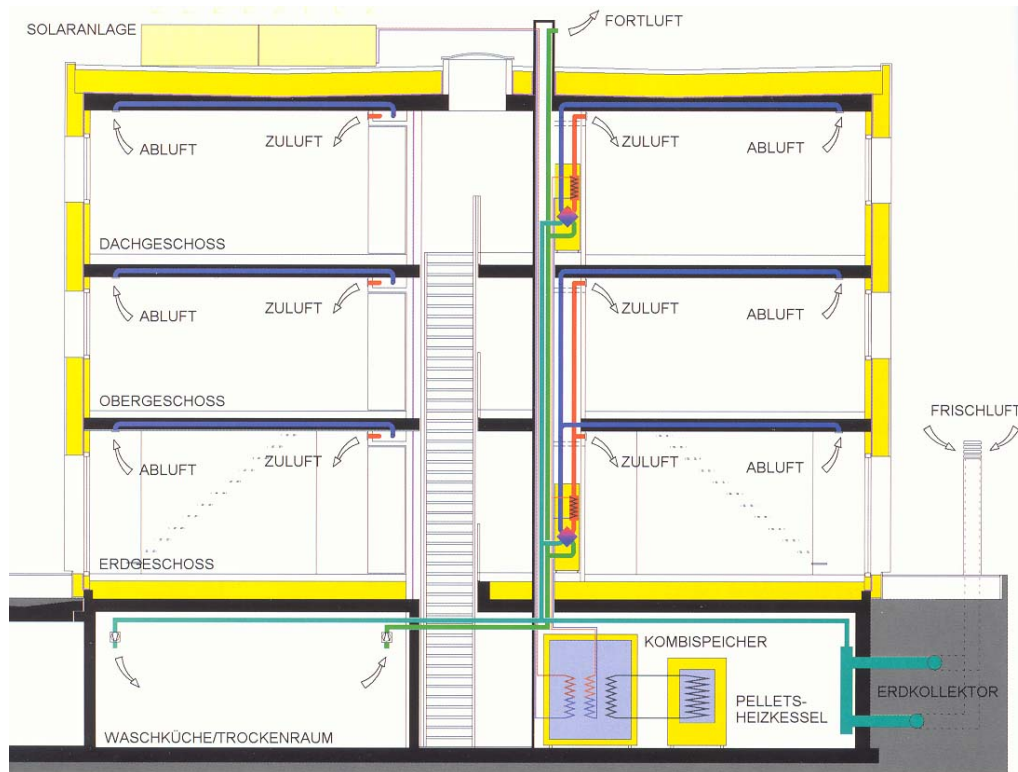 SOLARANLAGE
FORTLUFT
ABLUFT
ZULUFT
ZULUFT
ABLUFT
DACHGESCHOSS
ABLUFT
ZULUFT
ZULUFT
ABLUFT
OBERGESCHOSS
FRISCHLUFT
ABLUFT
ZULUFT
ZULUFT
ABLUFT
ERDGESCHOSS
KOMBISPEICHER
ERDKOLLEKTOR
PELLETS-
HEIZKESSEL
WASCHKÜCHE/TROCKENRAUM